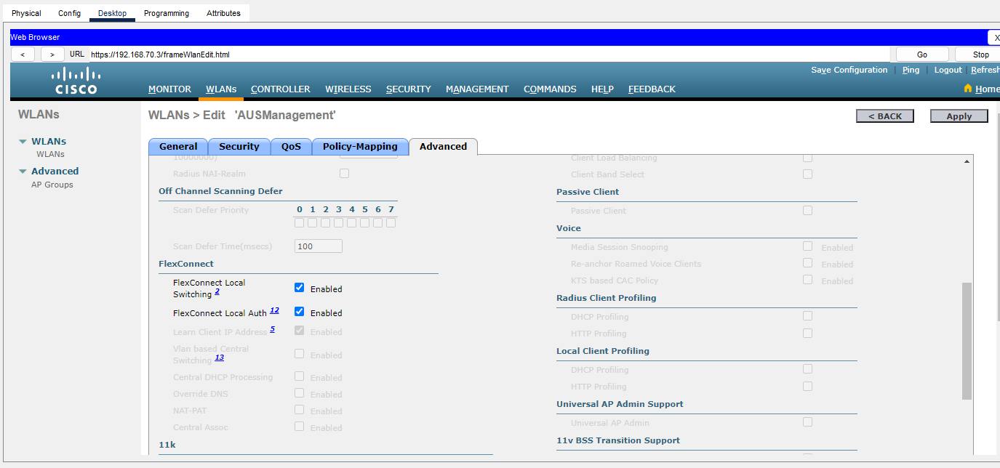 Physical Config Desktop Programming Attributes
Web Browser X
< > URL https://192.168.70.3/frameWlanEdit.html Go Stop
Save Configuration | Ping | Logout | Refresh
CISCO
MONITOR WLANs CONTROLLER WIRELESS SECURITY MANAGEMENT COMMANDS HELP FEEDBACK Home
WLANs
WLANs > Edit 'AUSManagement' < BACK Apply
WLANs
WLANs
Advanced
AP Groups
General Security QoS Policy-Mapping Advanced
10000000)
Radius NAI-Realm
Off Channel Scanning Defer
Scan Defer Priority 0 1 2 3 4 5 6 7
Scan Defer Time(msecs) 100
FlexConnect
FlexConnect Local
Switching 2 Enabled
FlexConnect Local Auth 12 Enabled
Learn Client IP Address 5 Enabled
Vlan based Central
Switching 13 Enabled
Central DHCP Processing Enabled
Override DNS Enabled
NAT-PAT Enabled
Central Assoc Enabled
11k
Client Load Balancing
Client Band Select
Passive Client
Passive Client
Voice
Media Session Snooping Enabled
Re-anchor Roamed Voice Clients Enabled
KTS based CAC Policy Enabled
Radius Client Profiling
DHCP Profiling
HTTP Profiling
Local Client Profiling
DHCP Profiling
HTTP Profiling
Universal AP Admin Support
Universal AP Admin
11v BSS Transition Support